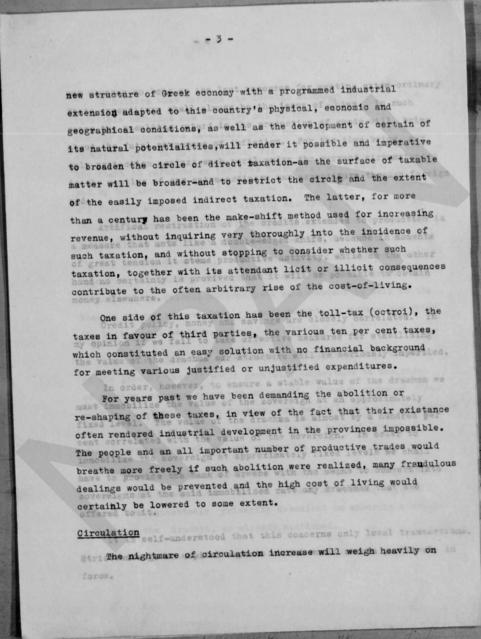 - 3 -
new structure of Greek economy with a programmed industrial
extension adapted to this country's physical, economic and
geographical conditions, as well as the development of certain of
its natural potentialities,will render it possible and imperative
to broaden the circle of direct taxation-as the surface of taxable
matter will be broader-and to restrict the circle and the extent
of the easily imposed indirect taxation. The latter, for more
than a century has been the make-shift method used for increasing
revenue, without inquiring very thoroughly into the incidence of
such taxation, and without stopping to consider whether such
taxation, together with its attendant licit or illicit consequences
contribute to the often arbitrary rise of the cost-of-living.
One side of this taxation has been the toll-tax (octroi), the
taxes in favour of third parties, the various ten per cent taxes,
which constituted an easy solution with no financial background
for meeting various justified or unjustified expenditures.
For years past we have been demanding the abolition or
re-shaping of these taxes, in view of the fact that their existance
often rendered industrial development in the provinces impossible.
The people and an all important number of productive trades would
breathe more freely if such abolition were realized, many fraudulous
dealings would be prevented and the high cost of living would
certainly be lowered to some extent.
Circulation
The nightmare of circulation increase will weigh heavily on